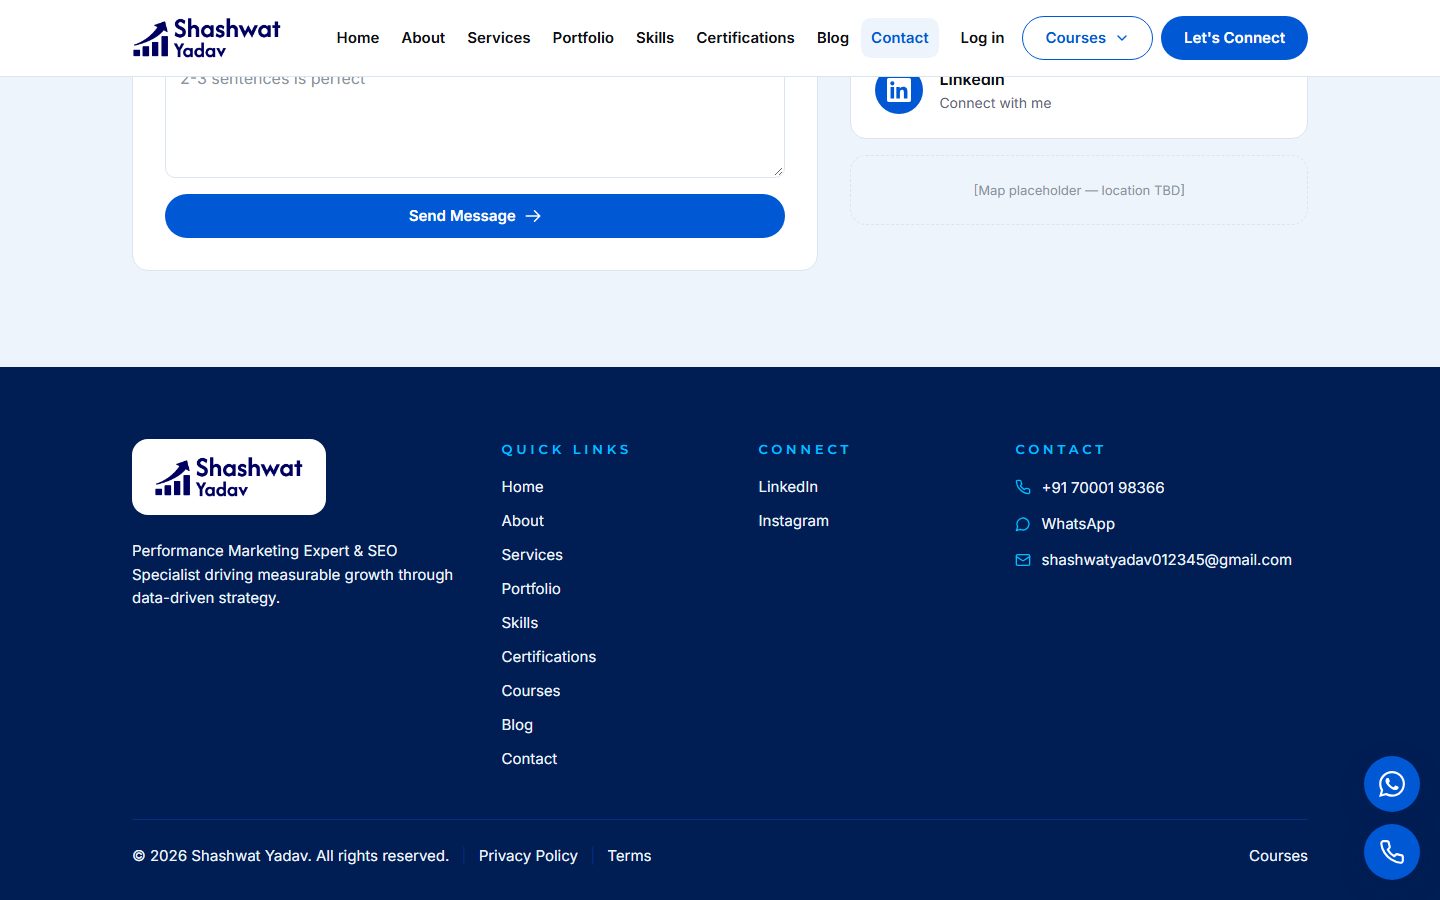 Shashwat
Yadav
Home
About
Services
Portfolio
Skills
Certifications
Blog
Contact
Log in
Courses
Let's Connect
2-3 sentences is perfect
Send Message
in
LinkedIn
Connect with me
[Map placeholder — location TBD]
Shashwat
Yadav
Performance Marketing Expert & SEO
Specialist driving measurable growth through
data-driven strategy.
QUICK LINKS
Home
About
Services
Portfolio
Skills
Certifications
Courses
Blog
Contact
CONNECT
LinkedIn
Instagram
CONTACT
+91 70001 98366
WhatsApp
shashwatyadav012345@gmail.com
© 2026 Shashwat Yadav. All rights reserved.
Privacy Policy
Terms
Courses